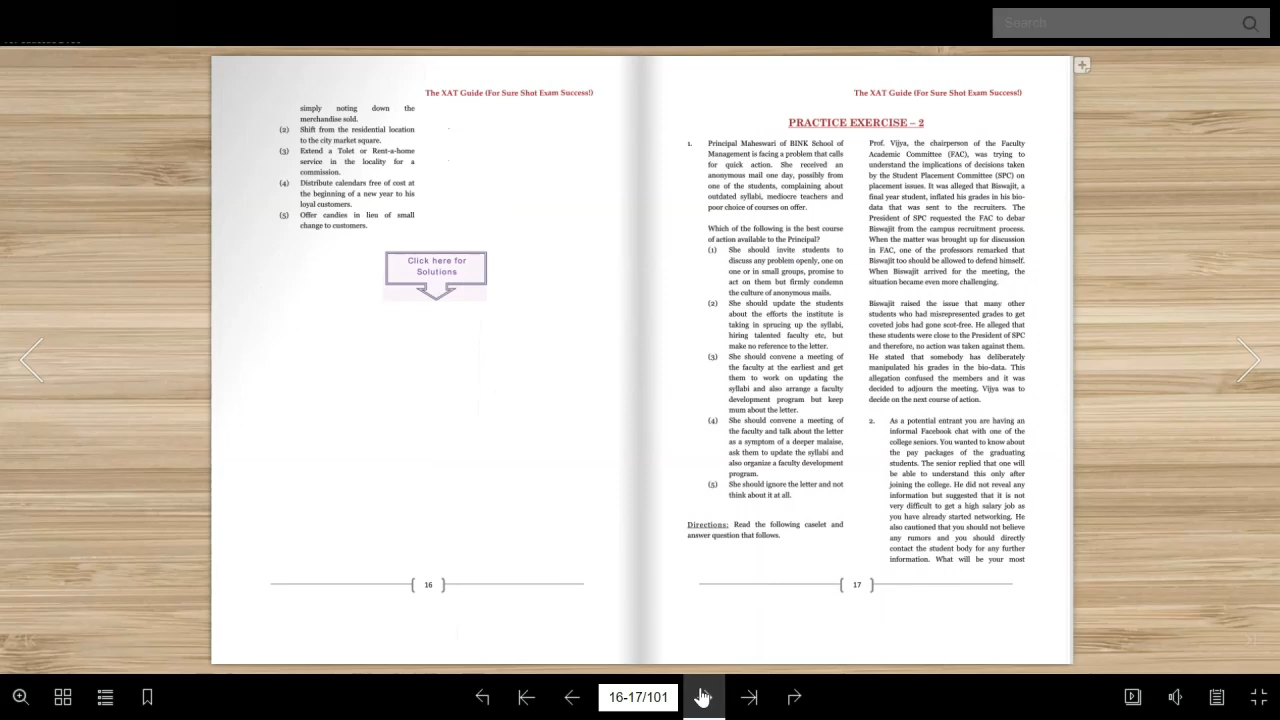 Search
The XAT Guide (For Sure Shot Exam Success!)
simply noting down the
merchandise sold.
(2) Shift from the residential location
to the city market square.
(3) Extend a Tolet or Rent-a-home
service in the locality for a
commission.
(4) Distribute calendars free of cost at
the beginning of a new year to his
loyal customers.
(5) Offer candies in lieu of small
change to customers.
Click here for
Solutions
16
The XAT Guide (For Sure Shot Exam Success!)
PRACTICE EXERCISE – 2
1. Principal Maheswari of BINK School of
Management is facing a problem that calls
for quick action. She received an
anonymous mail one day, possibly from
one of the students, complaining about
outdated syllabi, mediocre teachers and
poor choice of courses on offer.
Which of the following is the best course
of action available to the Principal?
(1) She should invite students to
discuss any problem openly, one on
one or in small groups, promise to
act on them but firmly condemn
the culture of anonymous mails.
(2) She should update the students
about the efforts the institute is
taking in sprucing up the syllabi,
hiring talented faculty etc, but
make no reference to the letter.
(3) She should convene a meeting of
the faculty at the earliest and get
them to work on updating the
syllabi and also arrange a faculty
development program but keep
mum about the letter.
(4) She should convene a meeting of
the faculty and talk about the letter
as a symptom of a deeper malaise,
ask them to update the syllabi and
also organize a faculty development
program.
(5) She should ignore the letter and not
think about it at all.
Directions: Read the following caselet and
answer question that follows.
Prof. Vijya, the chairperson of the Faculty
Academic Committee (FAC), was trying to
understand the implications of decisions taken
by the Student Placement Committee (SPC) on
placement issues. It was alleged that Biswajit, a
final year student, inflated his grades in his bio-
data that was sent to the recruiters. The
President of SPC requested the FAC to debar
Biswajit from the campus recruitment process.
When the matter was brought up for discussion
in FAC, one of the professors remarked that
Biswajit too should be allowed to defend himself.
When Biswajit arrived for the meeting, the
situation became even more challenging.
Biswajit raised the issue that many other
students who had misrepresented grades to get
coveted jobs had gone scot-free. He alleged that
these students were close to the President of SPC
and therefore, no action was taken against them.
He stated that somebody has deliberately
manipulated his grades in the bio-data. This
allegation confused the members and it was
decided to adjourn the meeting. Vijya was to
decide on the next course of action.
2. As a potential entrant you are having an
informal Facebook chat with one of the
college seniors. You wanted to know about
the pay packages of the graduating
students. The senior replied that one will
be able to understand this only after
joining the college. He did not reveal any
information but suggested that it is not
very difficult to get a high salary job as
you have already started networking. He
also cautioned that you should not believe
any rumors and you should directly
contact the student body for any further
information. What will be your most
17
16-17/101